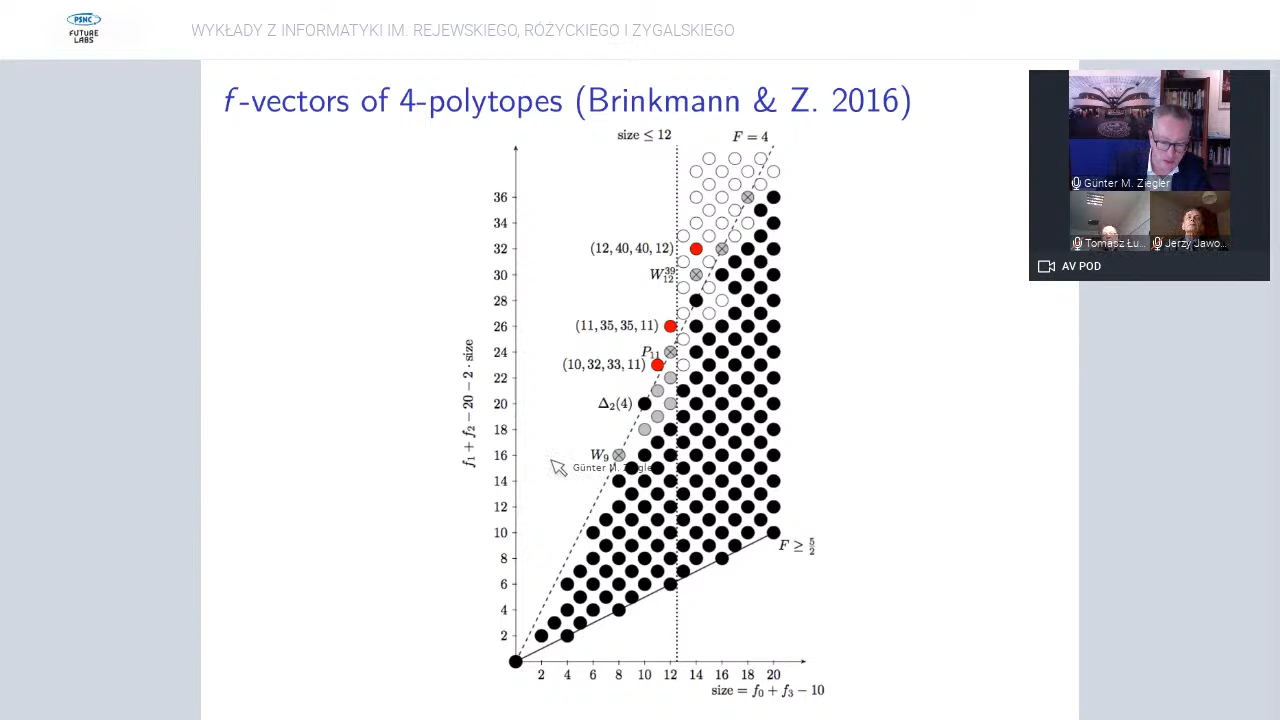 PSNC
FUTURE
LABS
WYKŁADY Z INFORMATYKI IM. REJEWSKIEGO, RÓŻYCKIEGO I ZYGALSKIEGO
f-vectors of 4-polytopes (Brinkmann & Z. 2016)
size ≤ 12
F = 4
36
34
(12, 40, 40, 12)
32
W₁₂³⁹
30
28
(11, 35, 35, 11)
26
P₁₁
24
(10, 32, 33, 11)
22
Δ₂(4)
20
18
W₉
16
Günter M. Ziegler
14
12
10
8
6
4
2
f₁ + f₂ − 20 − 2 · size
F ≥ 5/2
2 4 6 8 10 12 14 16 18 20
size = f₀ + f₃ − 10
Günter M. Ziegler
Tomasz Łu...
Jerzy Jawo...
AV POD